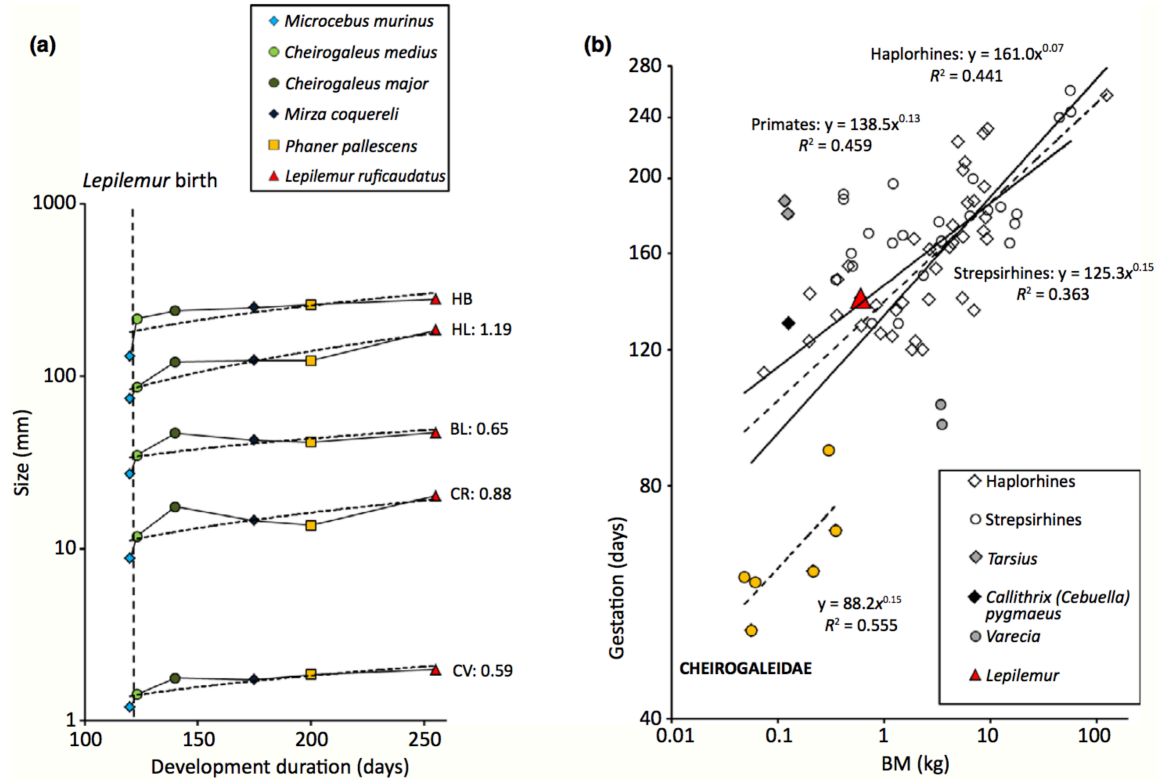 (a)
Microcebus murinus
Cheirogaleus medius
Cheirogaleus major
Mirza coquereli
Phaner pallescens
Lepilemur ruficaudatus
Lepilemur birth
1000
100
10
1
Size (mm)
HB
HL: 1.19
BL: 0.65
CR: 0.88
CV: 0.59
100
150
200
250
Development duration (days)
(b)
280
240
200
160
120
80
40
Gestation (days)
Haplorhines: y = 161.0x^0.07
R² = 0.441
Primates: y = 138.5x^0.13
R² = 0.459
Strepsirhines: y = 125.3x^0.15
R² = 0.363
y = 88.2x^0.15
R² = 0.555
CHEIROGALEIDAE
Haplorhines
Strepsirhines
Tarsius
Callithrix (Cebuella)
pygmaeus
Varecia
Lepilemur
0.01
0.1
1
10
100
BM (kg)